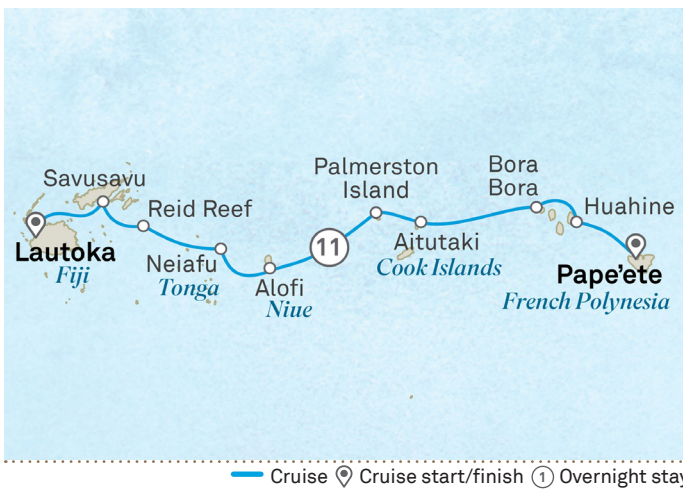 Savusavu
Reid Reef
Lautoka
Fiji
Neiafu
Tonga
Alofi
Niue
11
Palmerston
Island
Aitutaki
Cook Islands
Bora
Bora
Huahine
Pape'ete
French Polynesia
Cruise Cruise start/finish 1 Overnight stay